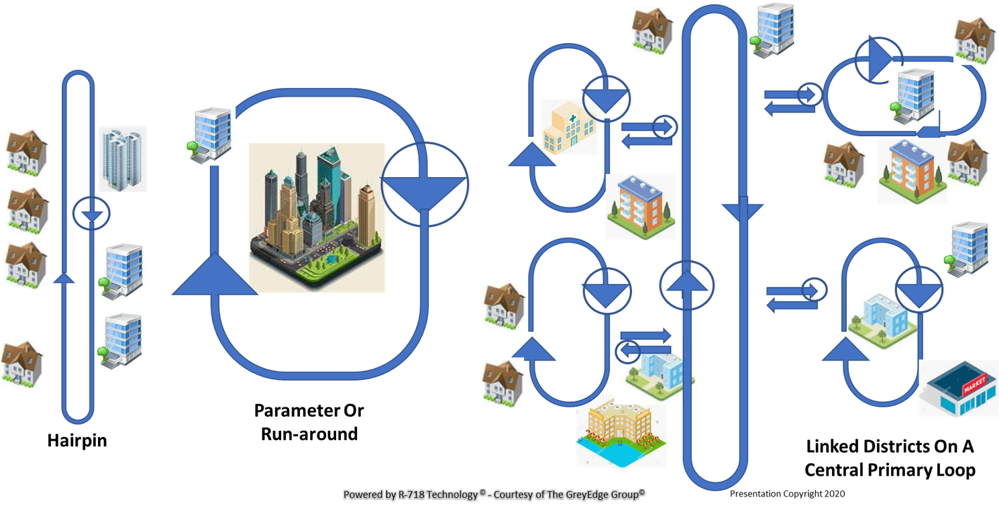 Hairpin
Parameter Or
Run-around
MARKET
Linked Districts On A
Central Primary Loop
Powered by R-718 Technology © - Courtesy of The GreyEdge Group©
Presentation Copyright 2020